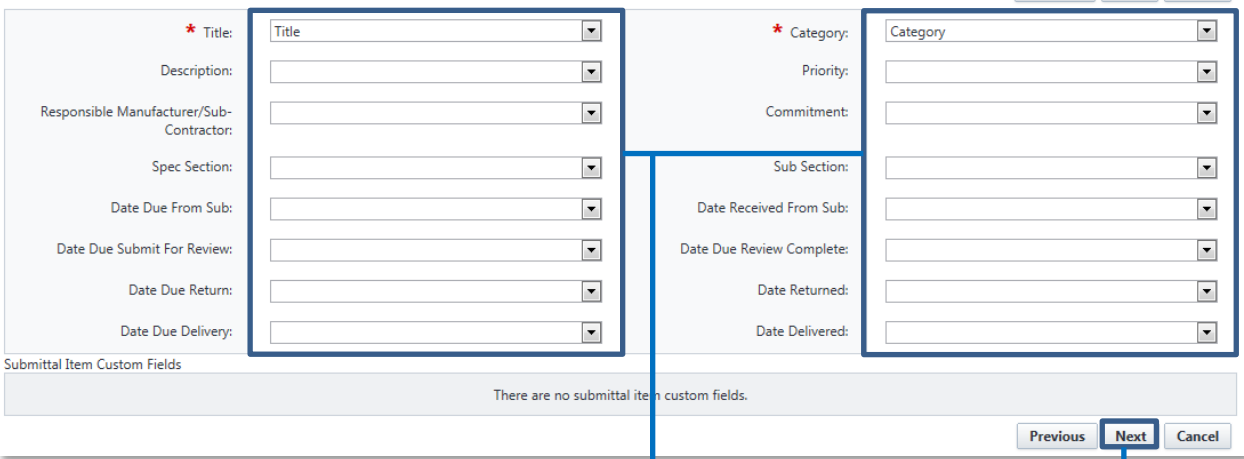 * Title: Title * Category: Category
Description: Priority:
Responsible Manufacturer/Sub- Commitment:
Contractor:
Spec Section: Sub Section:
Date Due From Sub: Date Received From Sub:
Date Due Submit For Review: Date Due Review Complete:
Date Due Return: Date Returned:
Date Due Delivery: Date Delivered:
Submittal Item Custom Fields
There are no submittal item custom fields.
Previous Next Cancel